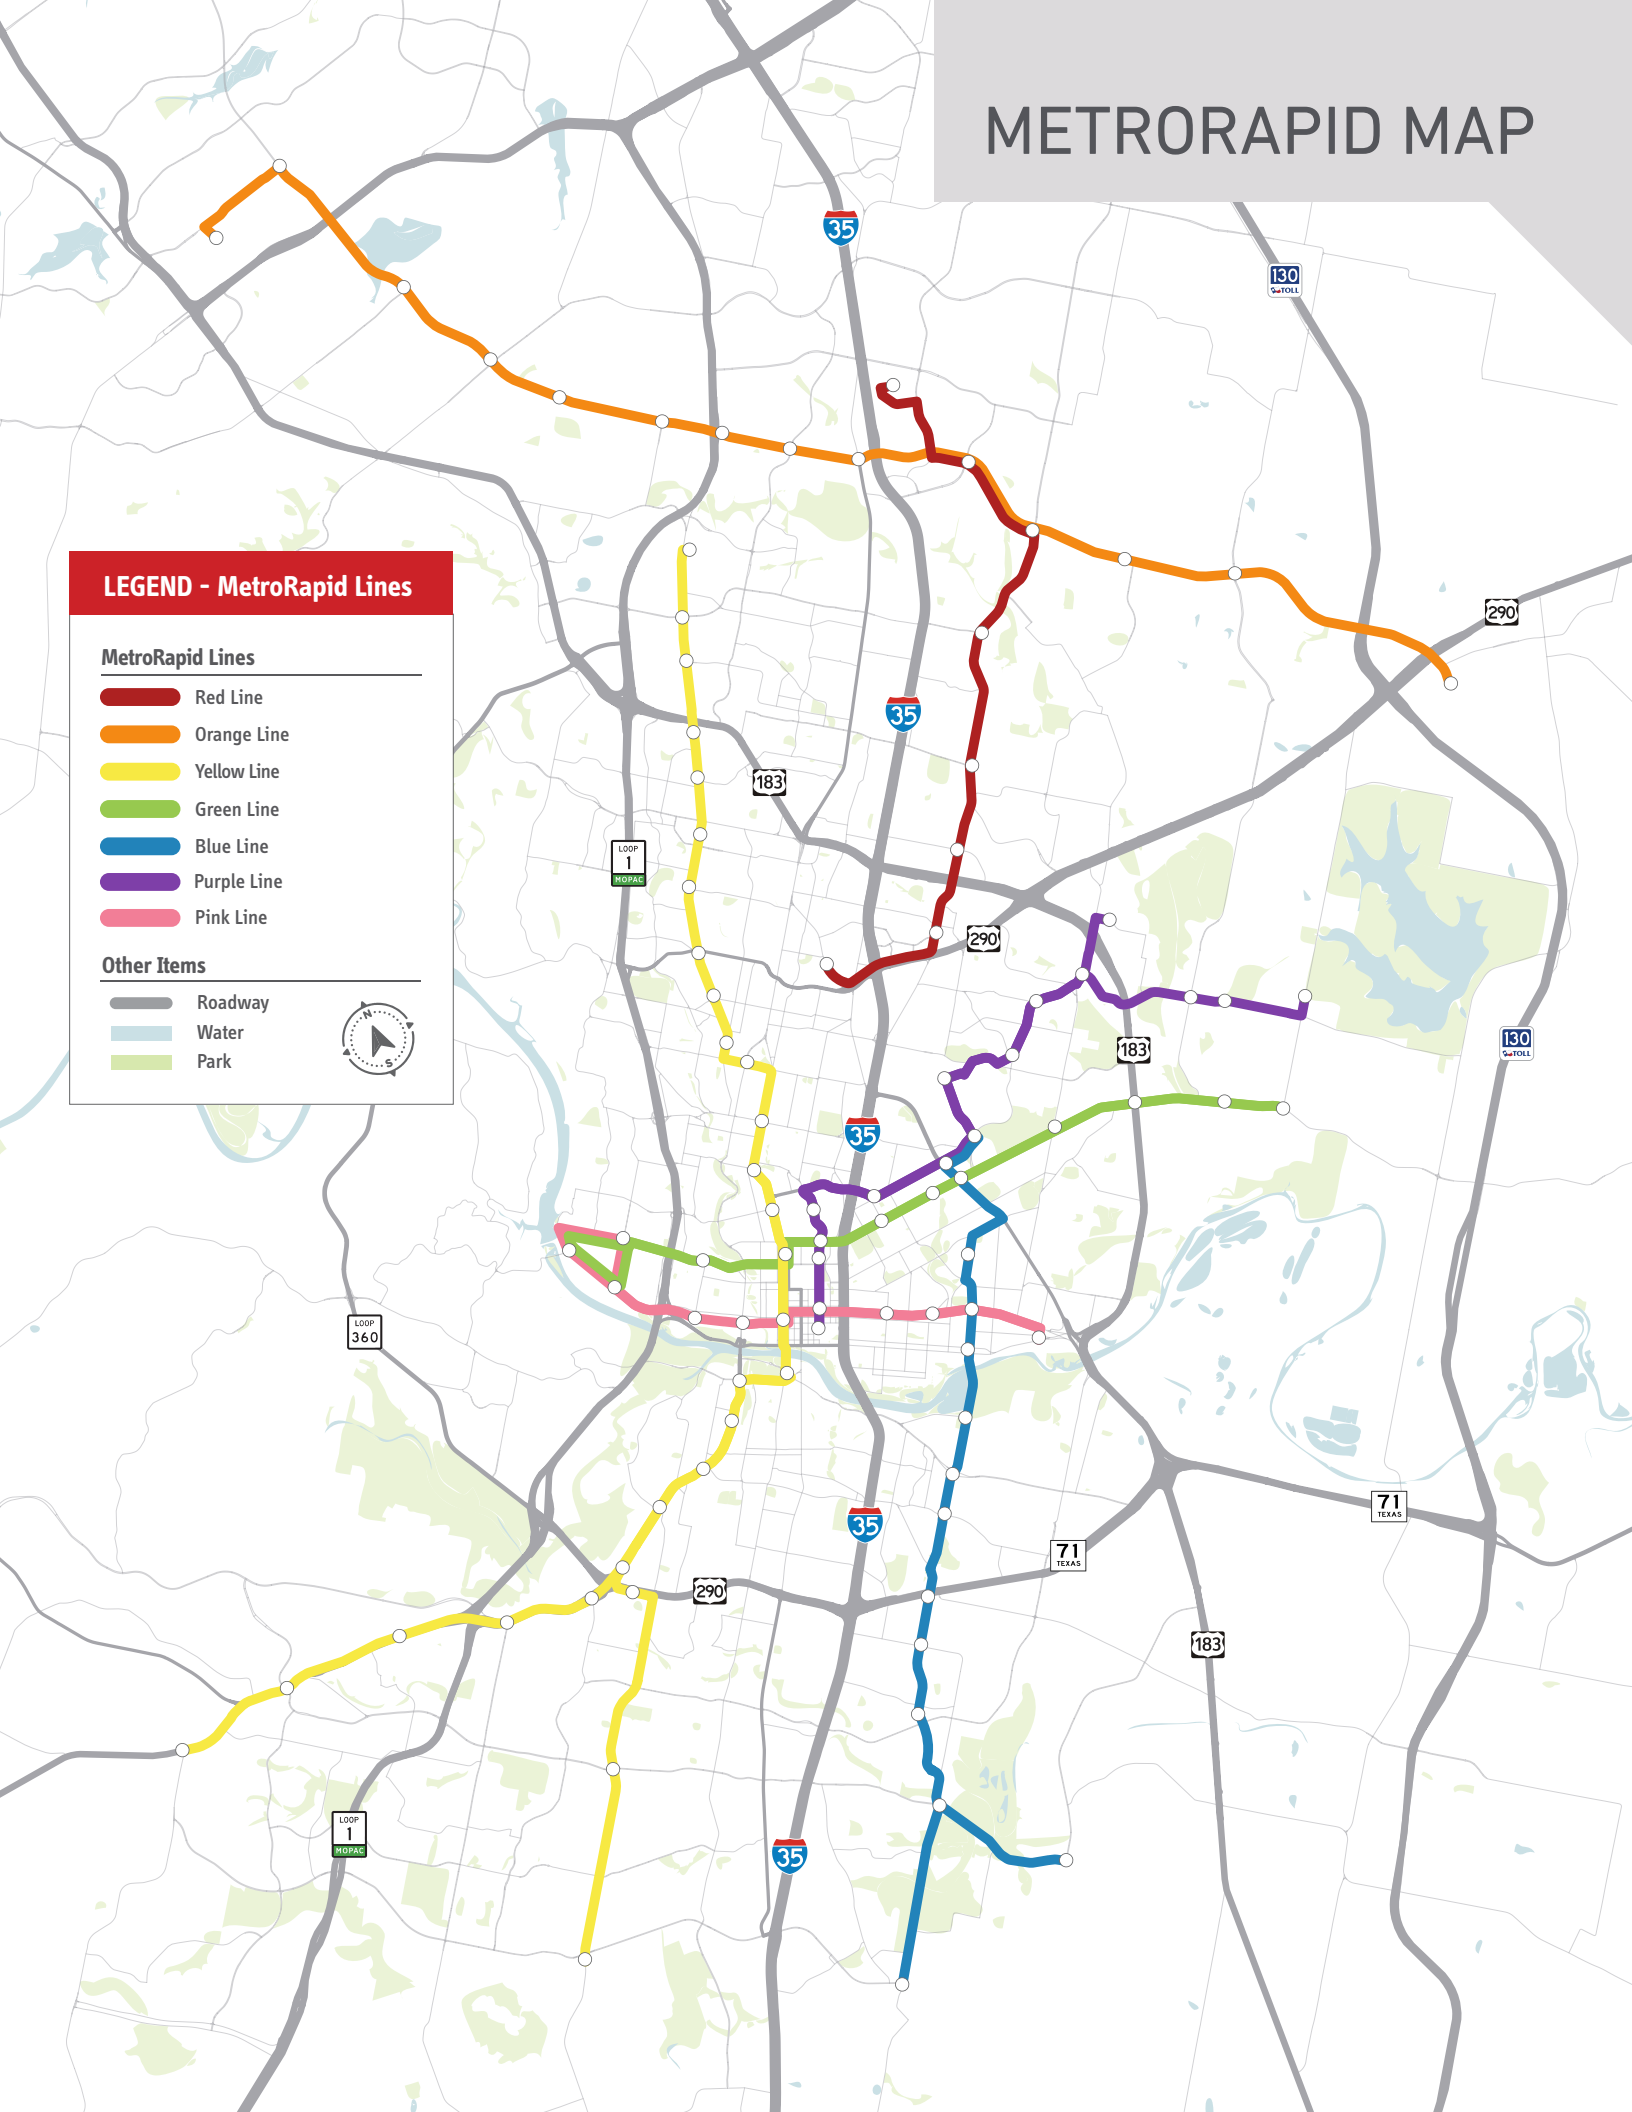 METRORAPID MAP
35
130
TOLL
290
LEGEND - MetroRapid Lines
MetroRapid Lines
Red Line
Orange Line
Yellow Line
Green Line
Blue Line
Purple Line
Pink Line
Other Items
Roadway
Water
Park
N
S
35
183
LOOP
1
MOPAC
290
183
130
TOLL
35
LOOP
360
71
TEXAS
35
71
TEXAS
290
183
LOOP
1
MOPAC
35